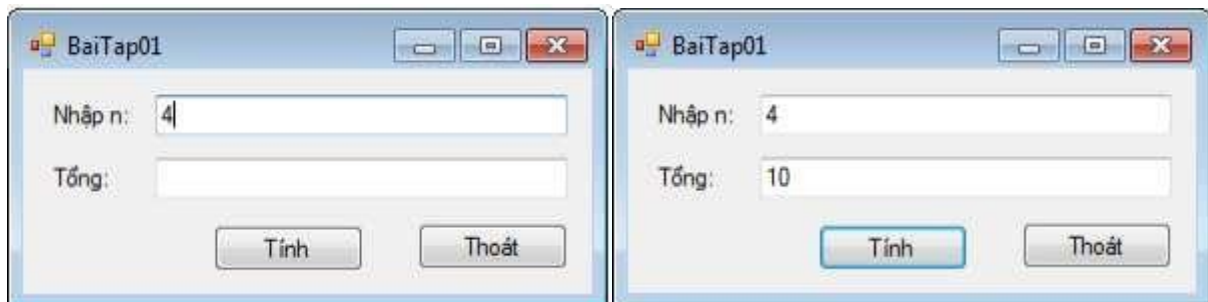 BaiTap01
Nhập n: 4
Tổng:
Tính Thoát
BaiTap01
Nhập n: 4
Tổng: 10
Tính Thoát